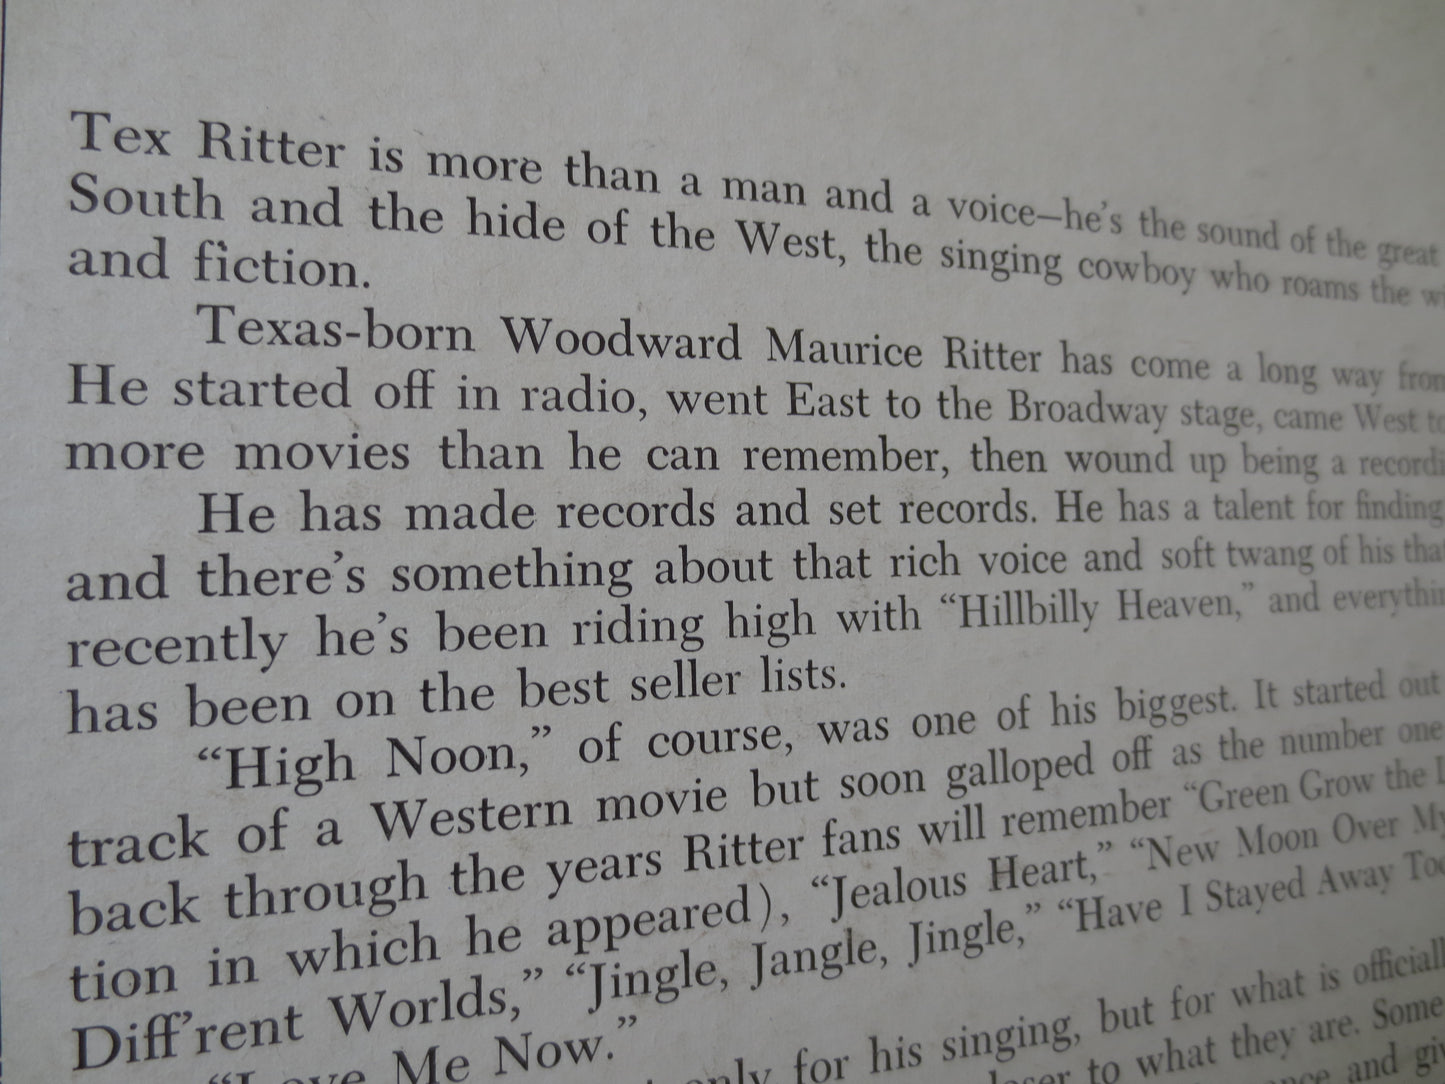 Tex Ritter is more than a man and a voice—he's the sound of the great
South and the hide of the West, the singing cowboy who roams the
and fiction.
Texas-born Woodward Maurice Ritter has come a long way from
He started off in radio, went East to the Broadway stage, came West to
more movies than he can remember, then wound up being a
He has made records and set records. He has a talent for finding
and there's something about that rich voice and soft twang of his
recently he's been riding high with “Hillbilly Heaven,” and
has been on the best seller lists.
“High Noon,” of course, was one of his biggest. It started out
track of a Western movie but soon galloped off as the number one
back through the years Ritter fans will remember “Green Grow the
tion in which he appeared), “Jealous Heart,” “New Moon Over My
Diff'rent Worlds,” “Jingle, Jangle, Jingle,” “Have I Stayed Away Too
Me Now.”
only for his singing, but for what is
to what they are. Some
and